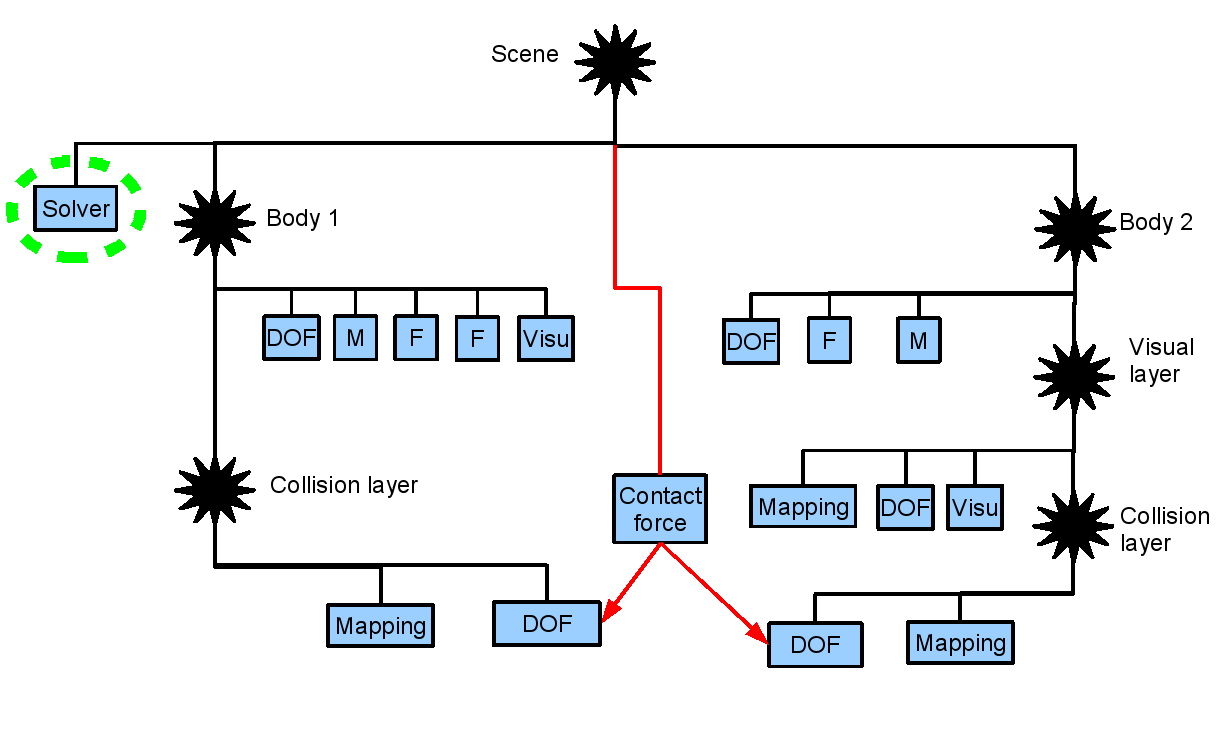 Scene
Solver
Body 1
Body 2
DOF
M
F
F
Visu
DOF
F
M
Visual
layer
Collision layer
Contact
force
Mapping
DOF
Visu
Collision
layer
Mapping
DOF
DOF
Mapping